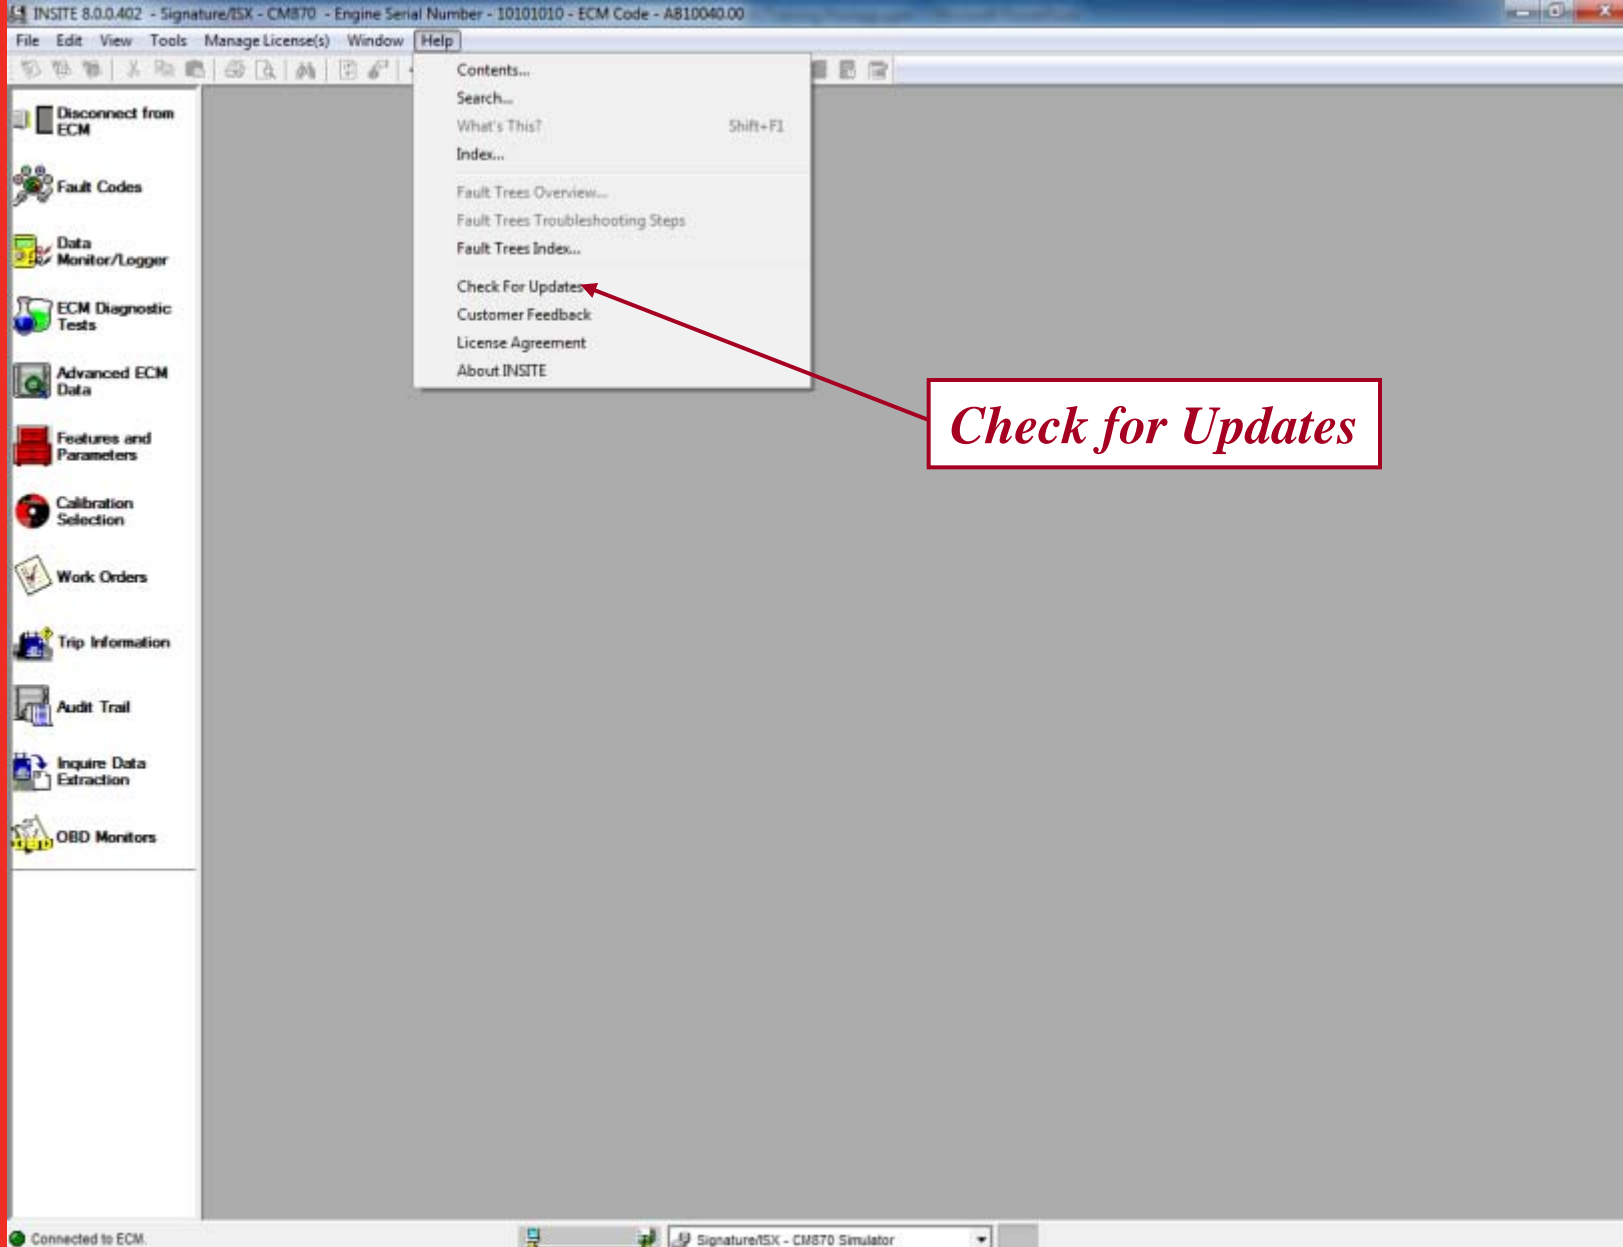 INSITE 8.0.0.402 - Signature/ISX - CM870 - Engine Serial Number - 10101010 - ECM Code - AB10040.00
File Edit View Tools Manage License(s) Window Help
Contents...
Search...
What's This? Shift+F1
Index...
Fault Trees Overview...
Fault Trees Troubleshooting Steps
Fault Trees Index...
Check For Updates
Customer Feedback
License Agreement
About INSITE
Check for Updates
Disconnect from
ECM
Fault Codes
Data
Monitor/Logger
ECM Diagnostic
Tests
Advanced ECM
Data
Features and
Parameters
Calibration
Selection
Work Orders
Trip Information
Audit Trail
Inquire Data
Extraction
OBD Monitors
Connected to ECM.
Signature/ISX - CM870 Simulator